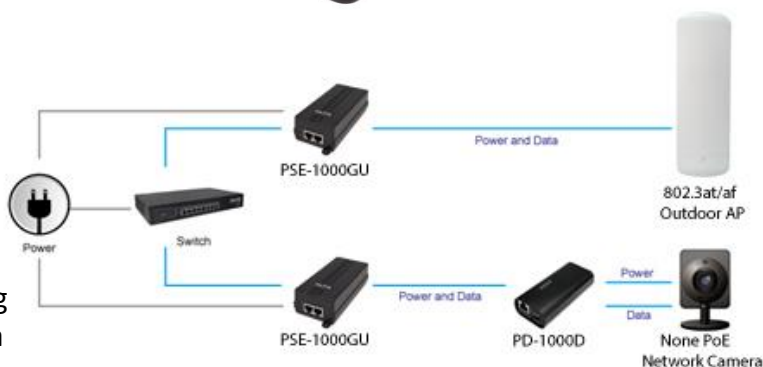 PSE-1000GU
Power and Data
802.3at/af
Outdoor AP
Power
Switch
g
PSE-1000GU
Power and Data
PD-1000D
Power
Data
None PoE
Network Camera